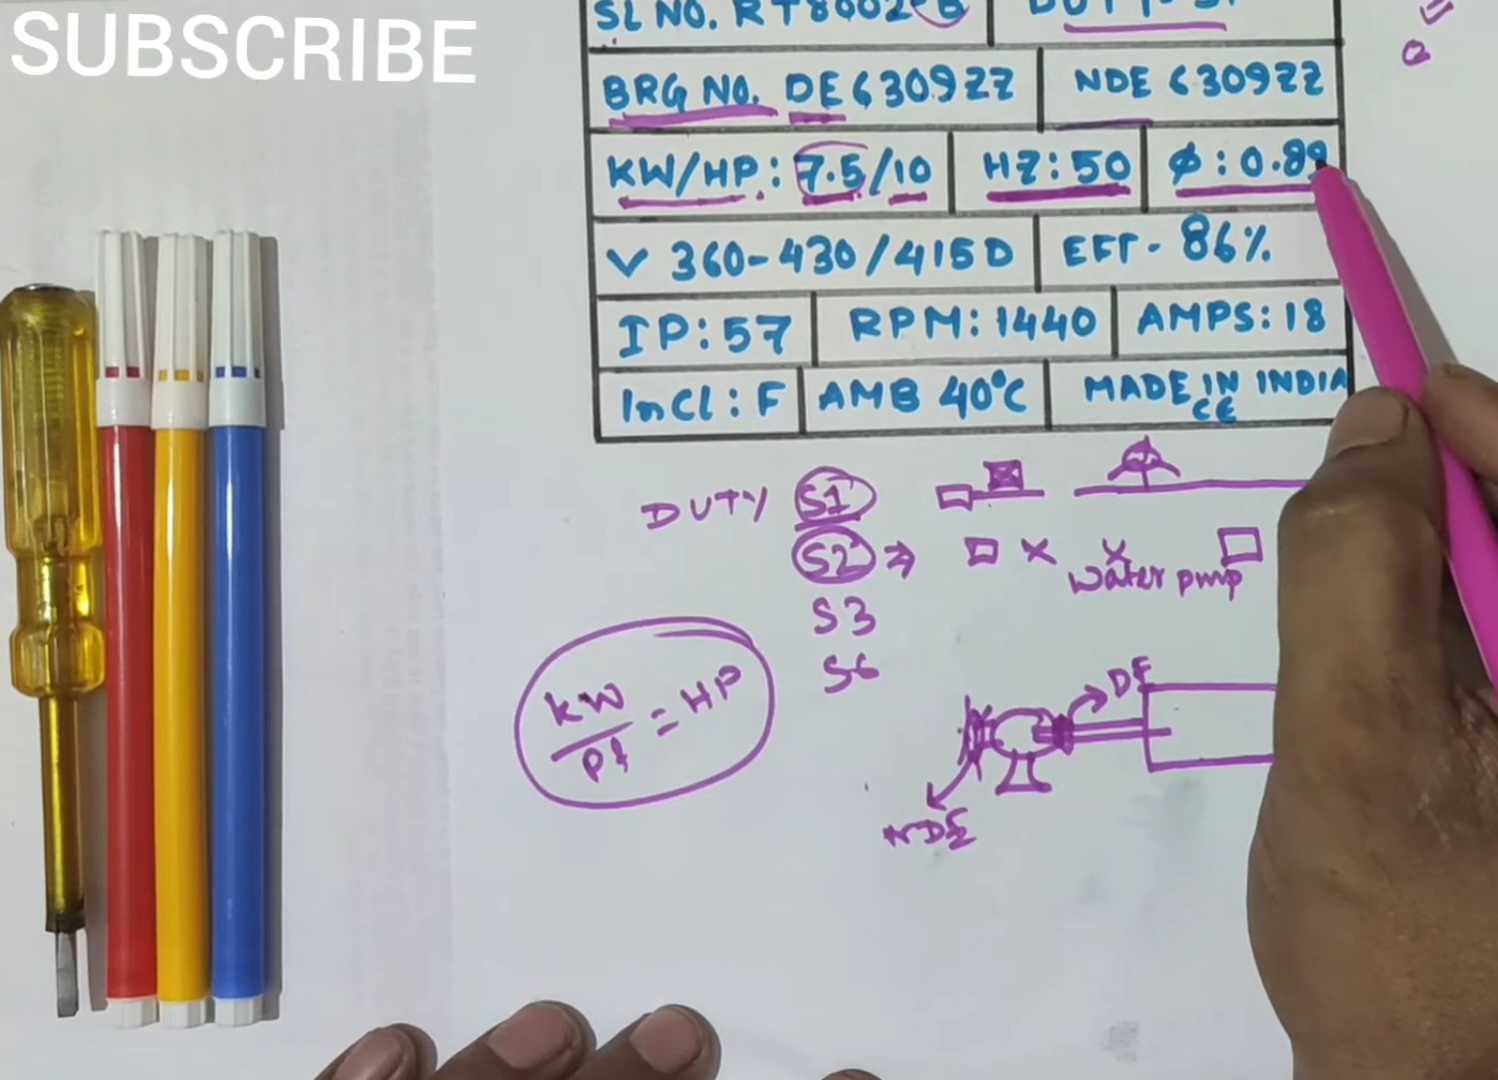 SUBSCRIBE
SL NO. RT8002-B DUTY-S1
BRG NO. DE 6309ZZ NDE 6309ZZ
KW/HP: 7.5/10 HZ:50 Ø:0.89
V 360-430/415D EFF- 86%
IP:57 RPM:1440 AMPS:18
InCl:F AMB 40°C MADE IN INDIA
CE
DUTY S1
S2
water pump
S3
S6
KW/Pf = HP
DE
NDE